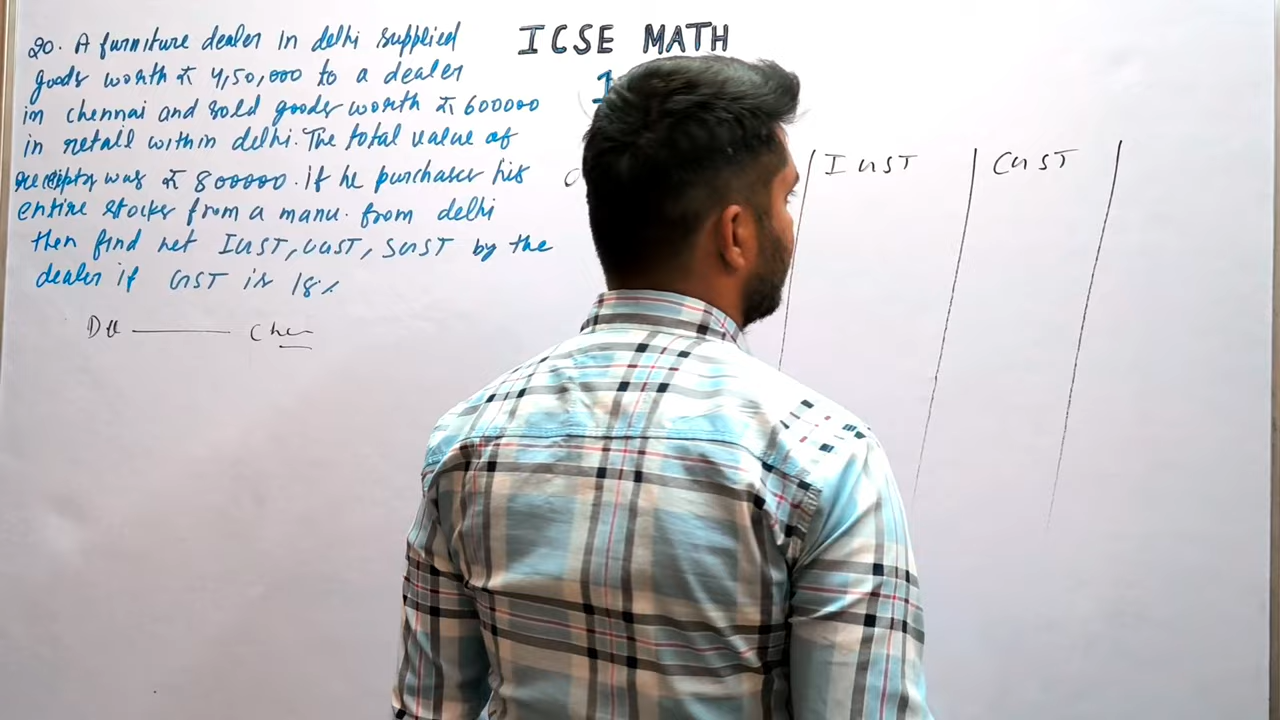 20. A furniture dealer in delhi supplied
goods worth ₹ 4,50,000 to a dealer
in chennai and sold goods worth ₹ 600000
in retail within delhi. The total value of
receipts was ₹ 800000. if he purchases his
entire stocks from a manu. from delhi
then find net IGST, CGST, SGST by the
dealer if GST is 18%
Del ——— Chen
ICSE MATH
1
IGST
CGST